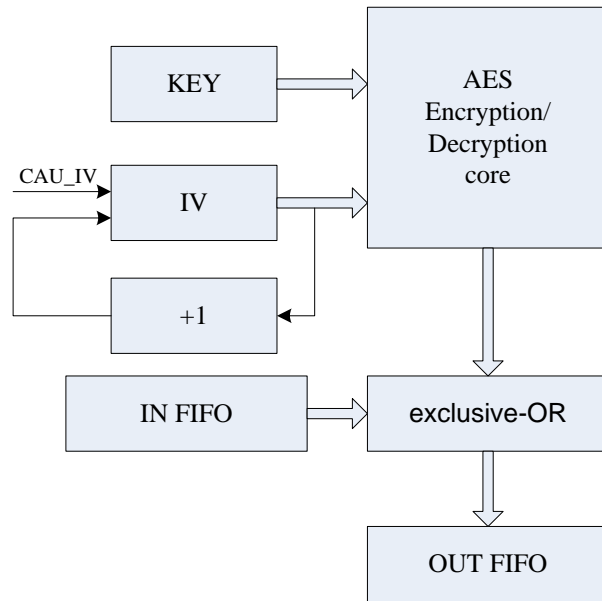 KEY
AES
Encryption/
Decryption
core
CAU_IV
IV
+1
IN FIFO
exclusive-OR
OUT FIFO